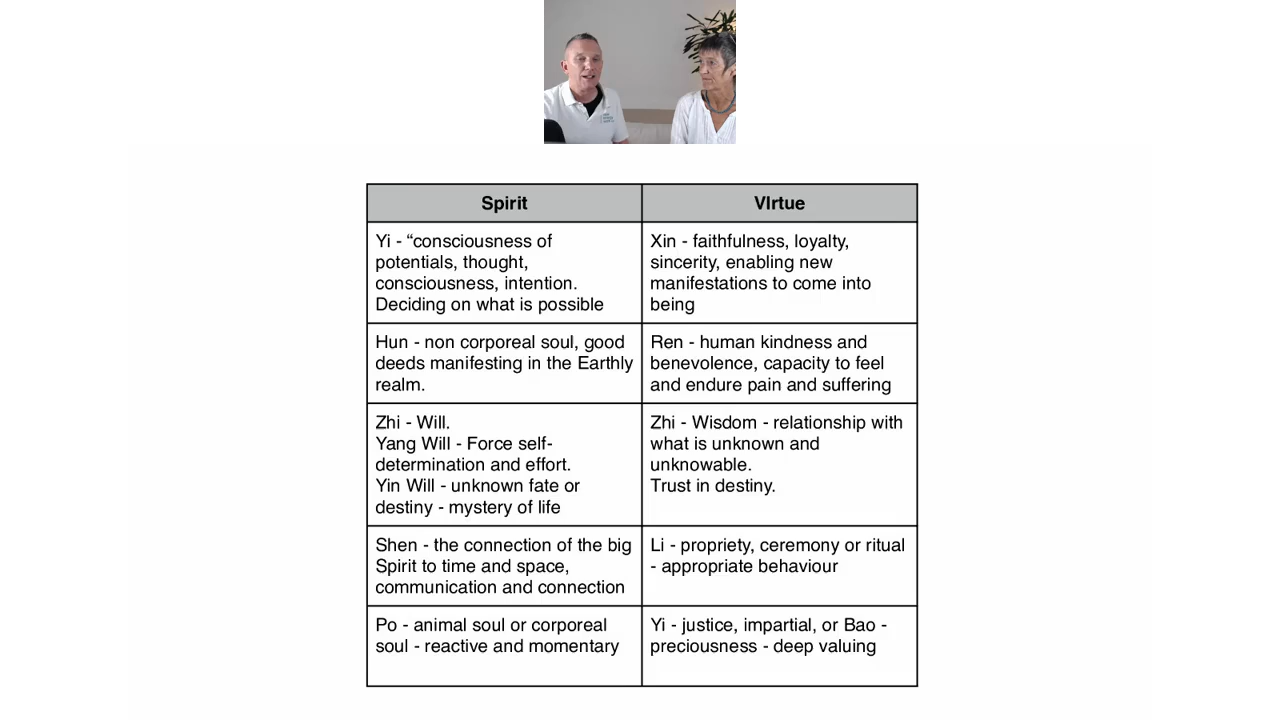 Spirit
VIrtue
Yi - “consciousness of
potentials, thought,
consciousness, intention.
Deciding on what is possible
Xin - faithfulness, loyalty,
sincerity, enabling new
manifestations to come into
being
Hun - non corporeal soul, good
deeds manifesting in the Earthly
realm.
Ren - human kindness and
benevolence, capacity to feel
and endure pain and suffering
Zhi - Will.
Yang Will - Force self-
determination and effort.
Yin Will - unknown fate or
destiny - mystery of life
Zhi - Wisdom - relationship with
what is unknown and
unknowable.
Trust in destiny.
Shen - the connection of the big
Spirit to time and space,
communication and connection
Li - propriety, ceremony or ritual
- appropriate behaviour
Po - animal soul or corporeal
soul - reactive and momentary
Yi - justice, impartial, or Bao -
preciousness - deep valuing